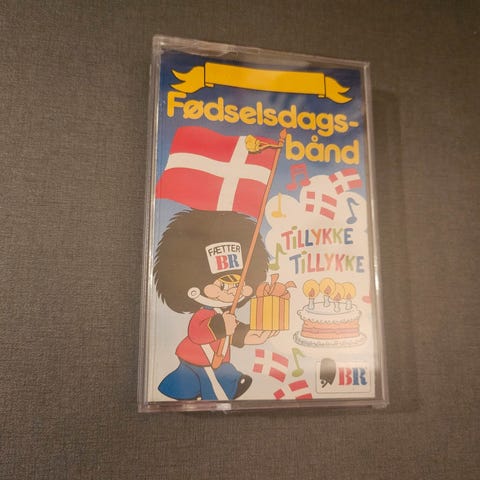 Fødselsdags-
bånd
TILLYKKE
TILLYKKE
FÆTTER
BR
BR